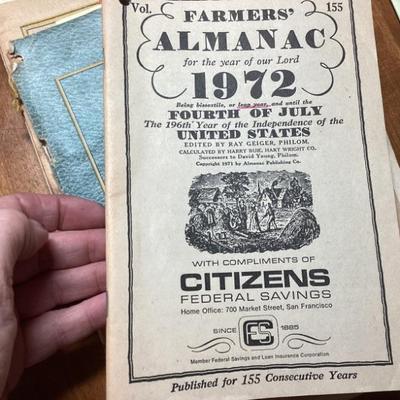 Vol. 155
FARMERS'
ALMANAC
for the year of our Lord
1972
Being bissextile, or leap year, and until the
FOURTH OF JULY
The 196th Year of the Independence of the
UNITED STATES
EDITED BY RAY GEIGER, PHILOM.
CALCULATED BY HARRY BUIE, HART WRIGHT CO.
Successors to David Young, Philom.
Copyright 1971 by Almanac Publishing Co.
WITH COMPLIMENTS OF
CITIZENS
FEDERAL SAVINGS
Home Office: 700 Market Street, San Francisco
SINCE 1885
Member Federal Savings and Loan Insurance Corporation
Published for 155 Consecutive Years